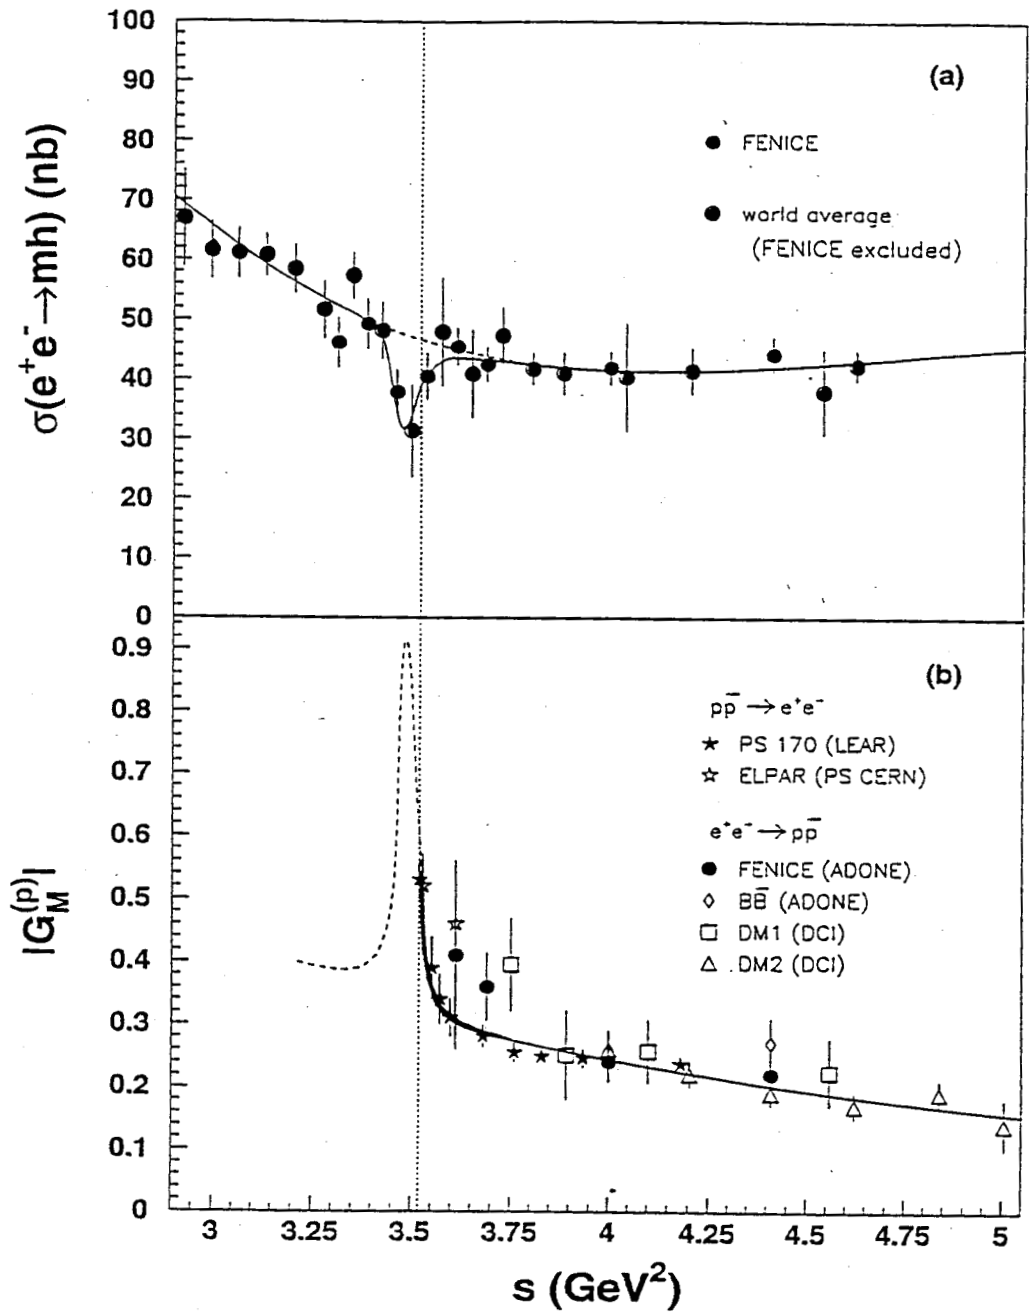 100
90
80
70
60
50
40
30
20
10
0
σ(e⁺e⁻→mh) (nb)
(a)
● FENICE
● world average
(FENICE excluded)
0.9
0.8
0.7
0.6
0.5
0.4
0.3
0.2
0.1
0
|G_M^(p)|
(b)
pp̅ → e⁺e⁻
★ PS 170 (LEAR)
☆ ELPAR (PS CERN)
e⁺e⁻ → pp̅
● FENICE (ADONE)
◇ BB̅ (ADONE)
□ DM1 (DCI)
△ DM2 (DCI)
3 3.25 3.5 3.75 4 4.25 4.5 4.75 5
s (GeV²)